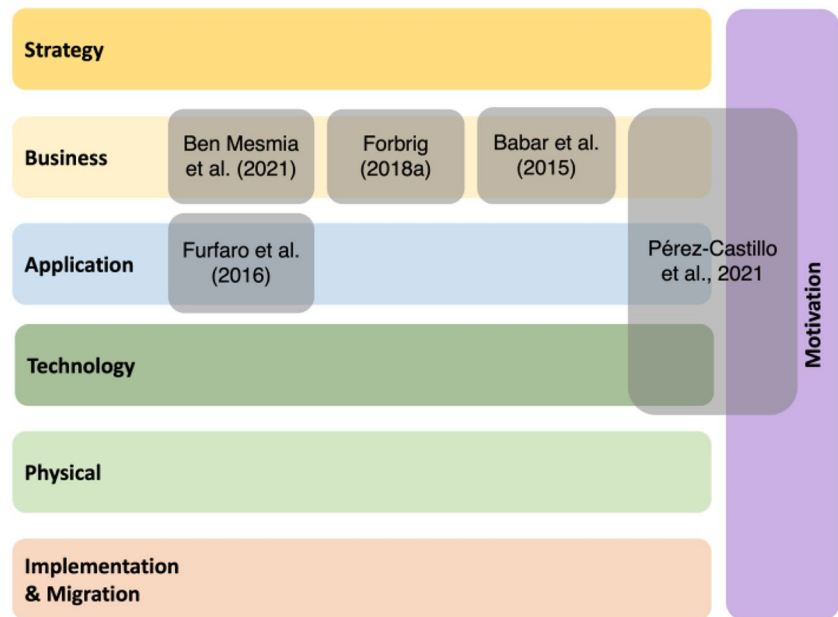 Strategy
Business
Ben Mesmia
et al. (2021)
Forbrig
(2018a)
Babar et al.
(2015)
Application
Furfaro et al.
(2016)
Pérez-Castillo
et al., 2021
Motivation
Technology
Physical
Implementation
& Migration